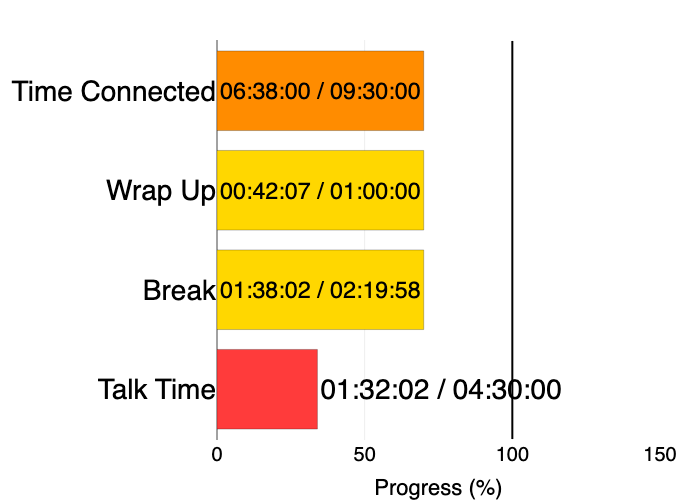 Time Connected 06:38:00 / 09:30:00
Wrap Up 00:42:07 / 01:00:00
Break 01:38:02 / 02:19:58
Talk Time 01:32:02 / 04:30:00
0 50 100 150
Progress (%)